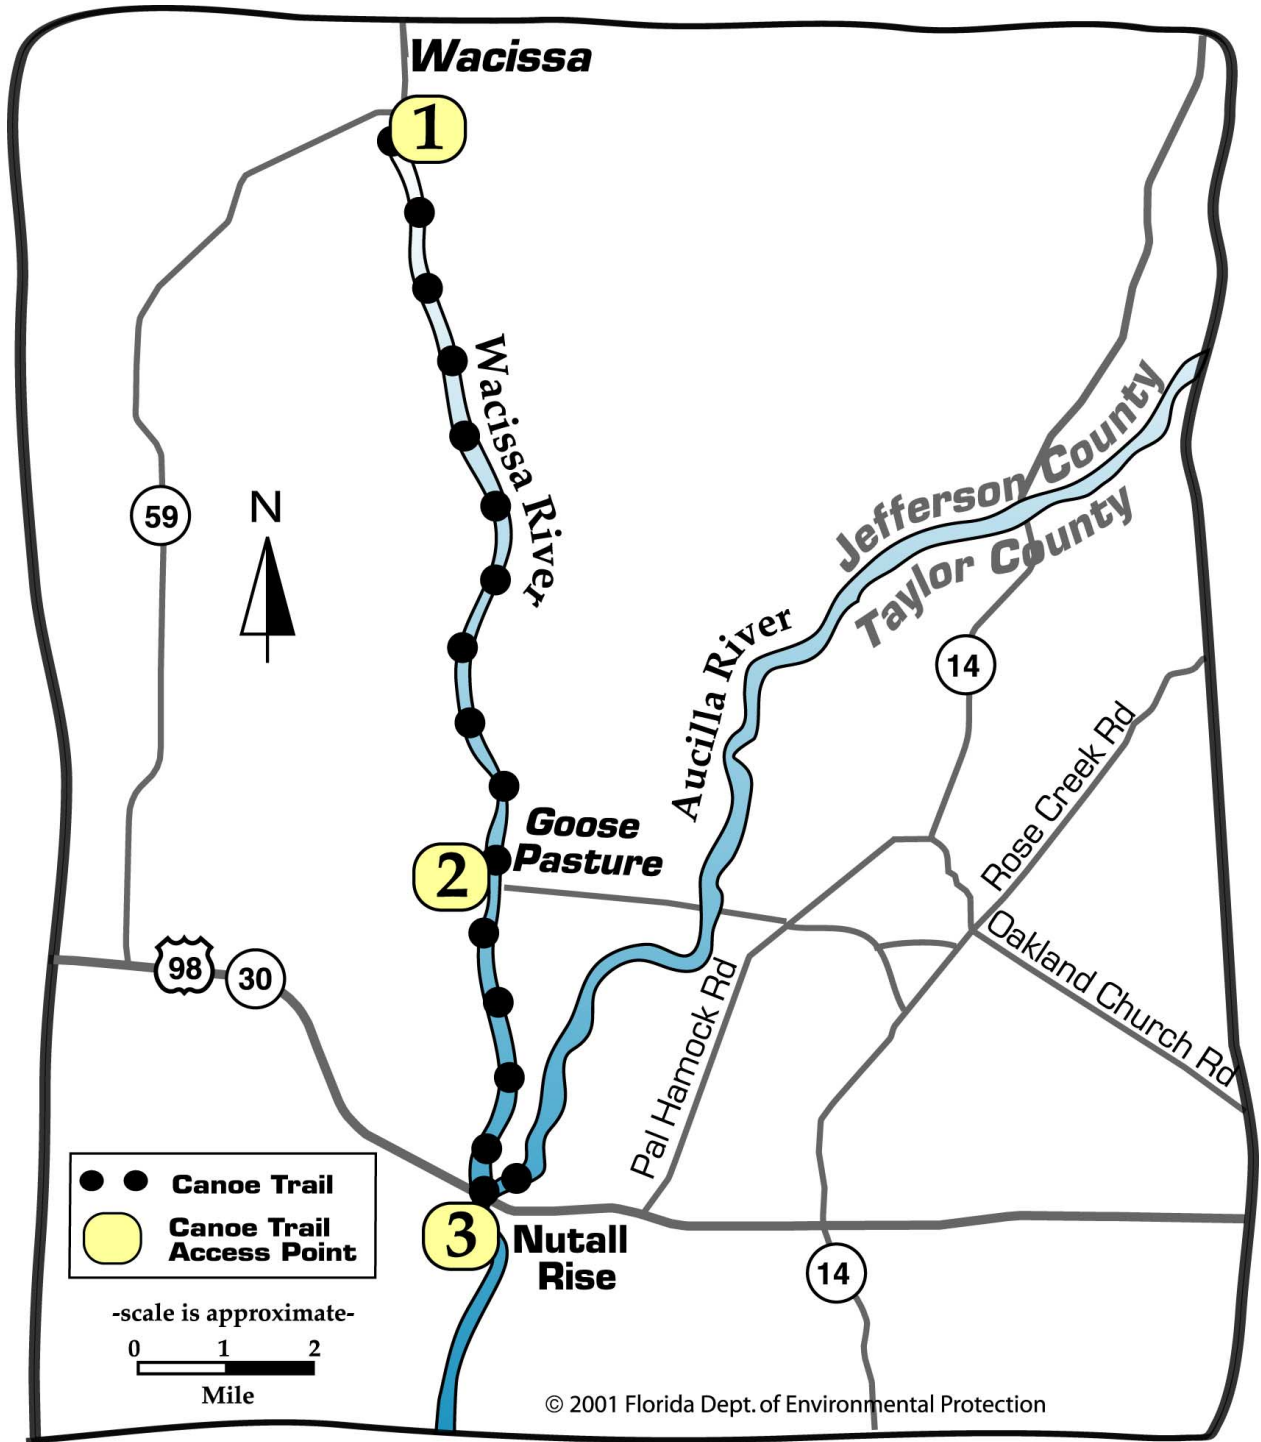 Wacissa
1
Wacissa River
59
N
Jefferson County
Taylor County
Aucilla River
14
Rose Creek Rd
Goose
Pasture
2
Oakland Church Rd
98
30
Pal Hamock Rd
Canoe Trail
Canoe Trail
Access Point
3
Nutall
Rise
14
-scale is approximate-
0 1 2
Mile
© 2001 Florida Dept. of Environmental Protection